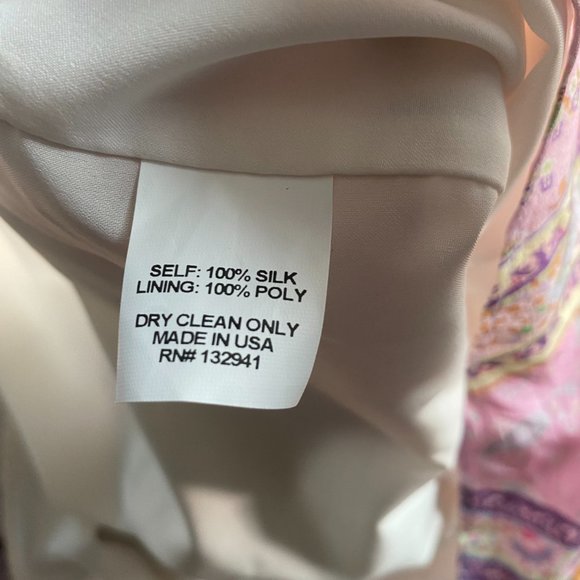 SELF: 100% SILK
LINING: 100% POLY
DRY CLEAN ONLY
MADE IN USA
RN# 132941